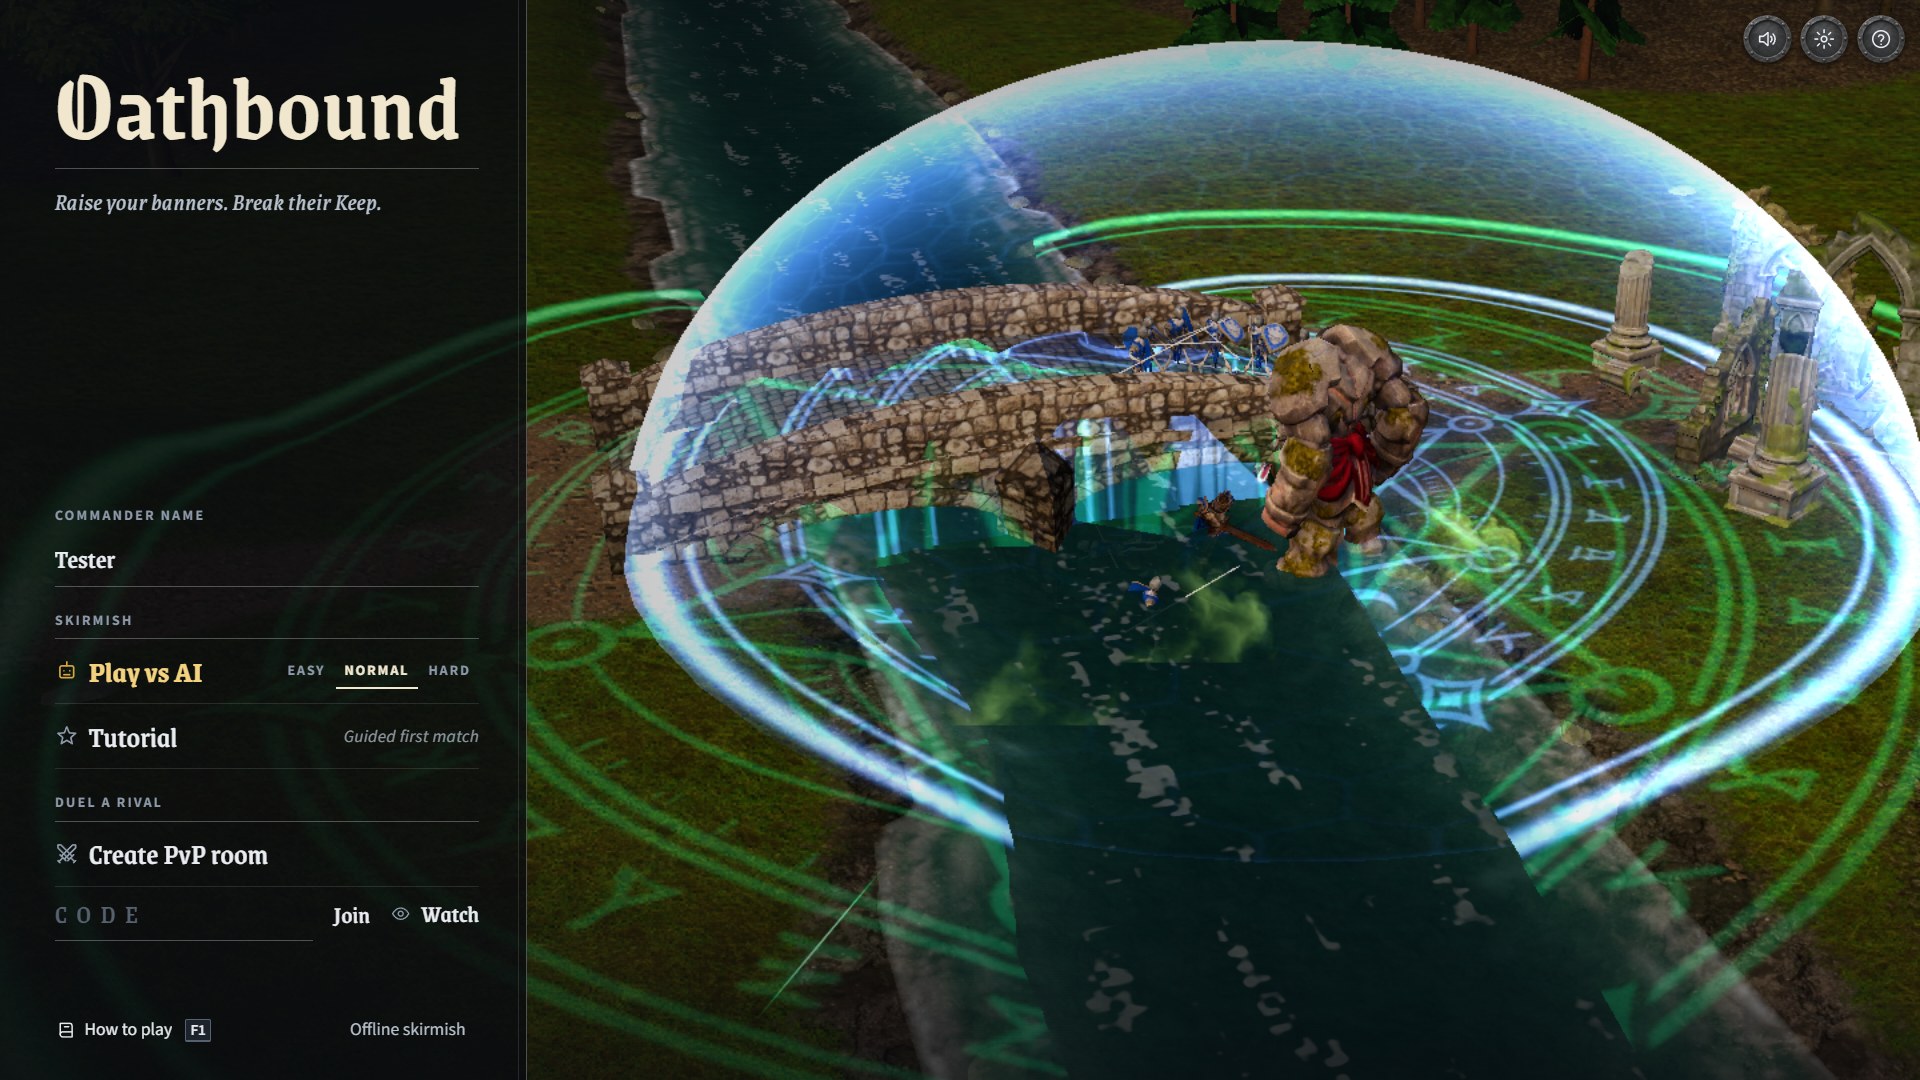 Oathbound
Raise your banners. Break their Keep.
COMMANDER NAME
Tester
SKIRMISH
Play vs AI EASY NORMAL HARD
Tutorial Guided first match
DUEL A RIVAL
Create PvP room
CODE Join Watch
How to play F1 Offline skirmish